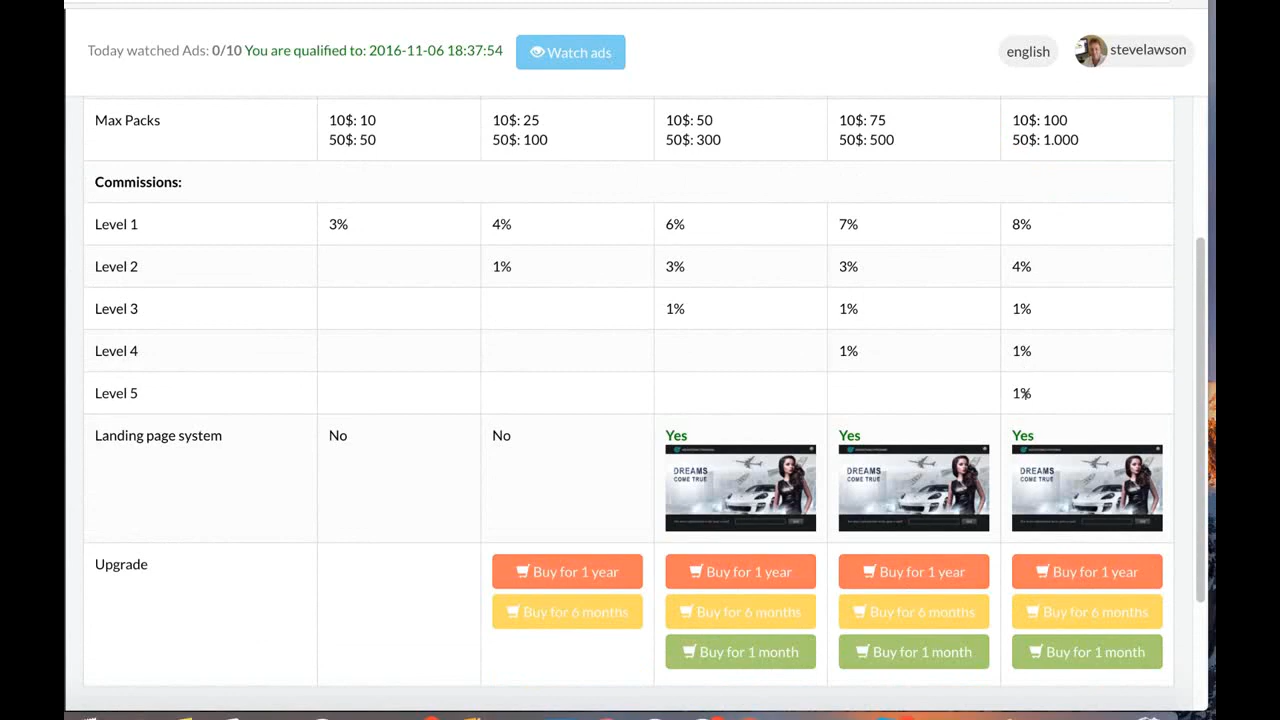 Today watched Ads: 0/10 You are qualified to: 2016-11-06 18:37:54 Watch ads english stevelawson
Max Packs 10$: 10 10$: 25 10$: 50 10$: 75 10$: 100
50$: 50 50$: 100 50$: 300 50$: 500 50$: 1.000
Commissions:
Level 1 3% 4% 6% 7% 8%
Level 2 1% 3% 3% 4%
Level 3 1% 1% 1%
Level 4 1% 1%
Level 5 1%
Landing page system No No Yes Yes Yes
DREAMS DREAMS DREAMS
COME TRUE COME TRUE COME TRUE
Upgrade Buy for 1 year Buy for 1 year Buy for 1 year Buy for 1 year
Buy for 6 months Buy for 6 months Buy for 6 months Buy for 6 months
Buy for 1 month Buy for 1 month Buy for 1 month